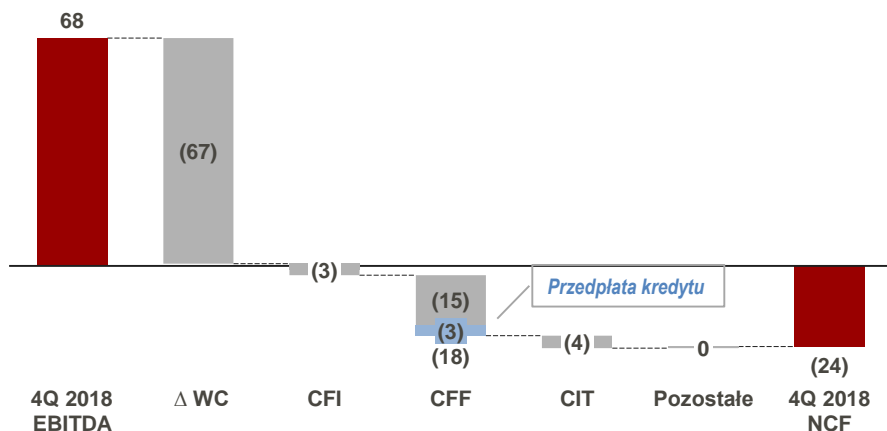 68
(67)
(3)
Przedpłata kredytu
(15)
(3)
(18)
(4)
0
(24)
4Q 2018
EBITDA
Δ WC
CFI
CFF
CIT
Pozostałe
4Q 2018
NCF